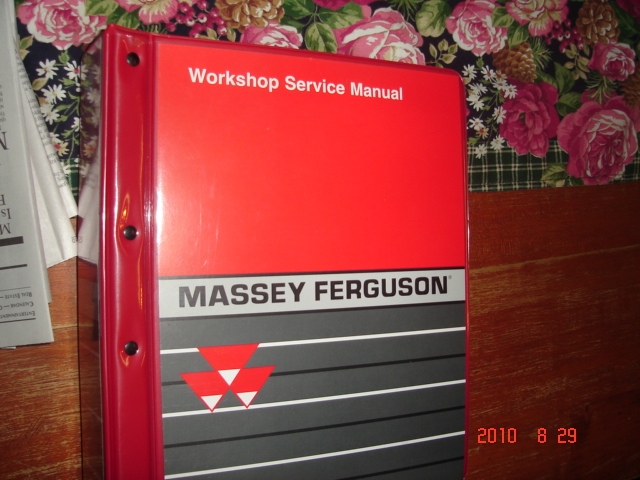 Workshop Service Manual
MASSEY FERGUSON®
2010 8 29